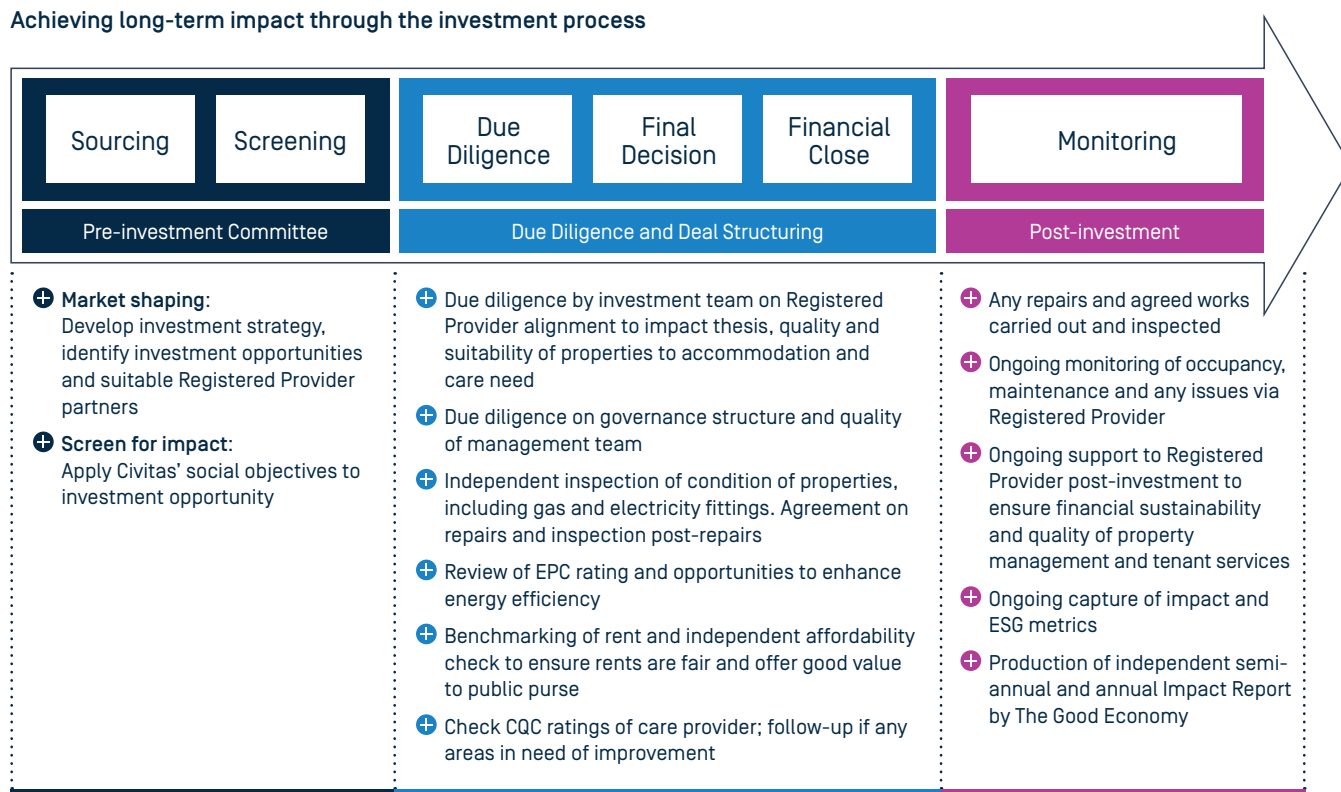 Achieving long-term impact through the investment process
Sourcing
Screening
Due
Diligence
Final
Decision
Financial
Close
Monitoring
Pre-investment Committee
Due Diligence and Deal Structuring
Post-investment
Market shaping:
Develop investment strategy,
identify investment opportunities
and suitable Registered Provider
partners
Screen for impact:
Apply Civitas’ social objectives to
investment opportunity
Due diligence by investment team on Registered
Provider alignment to impact thesis, quality and
suitability of properties to accommodation and
care need
Due diligence on governance structure and quality
of management team
Independent inspection of condition of properties,
including gas and electricity fittings. Agreement on
repairs and inspection post-repairs
Review of EPC rating and opportunities to enhance
energy efficiency
Benchmarking of rent and independent affordability
check to ensure rents are fair and offer good value
to public purse
Check CQC ratings of care provider; follow-up if any
areas in need of improvement
Any repairs and agreed works
carried out and inspected
Ongoing monitoring of occupancy,
maintenance and any issues via
Registered Provider
Ongoing support to Registered
Provider post-investment to
ensure financial sustainability
and quality of property
management and tenant services
Ongoing capture of impact and
ESG metrics
Production of independent semi-
annual and annual Impact Report
by The Good Economy